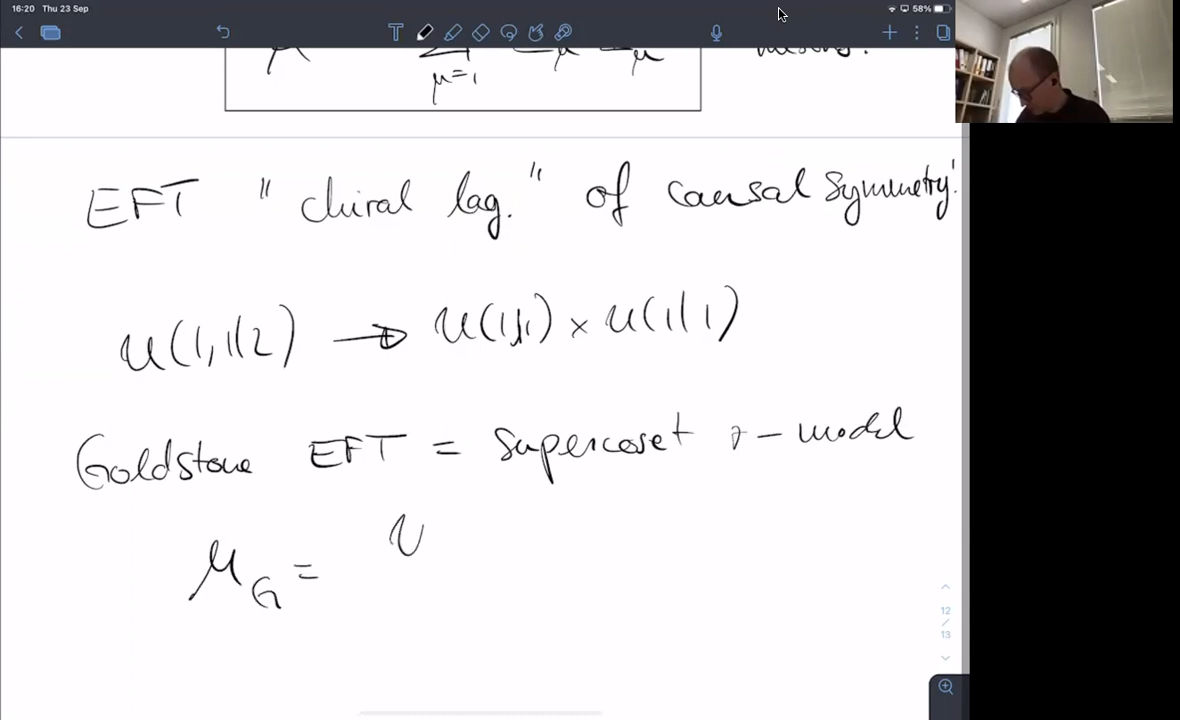 16:20 Thu 23 Sep
58%
μ=1 μ μ
EFT "chiral lag." of causal symmetry!
U(1,1|2) → U(1|1) × U(1|1)
Goldstone EFT = supercoset σ-model
M_G = U
12
/
13